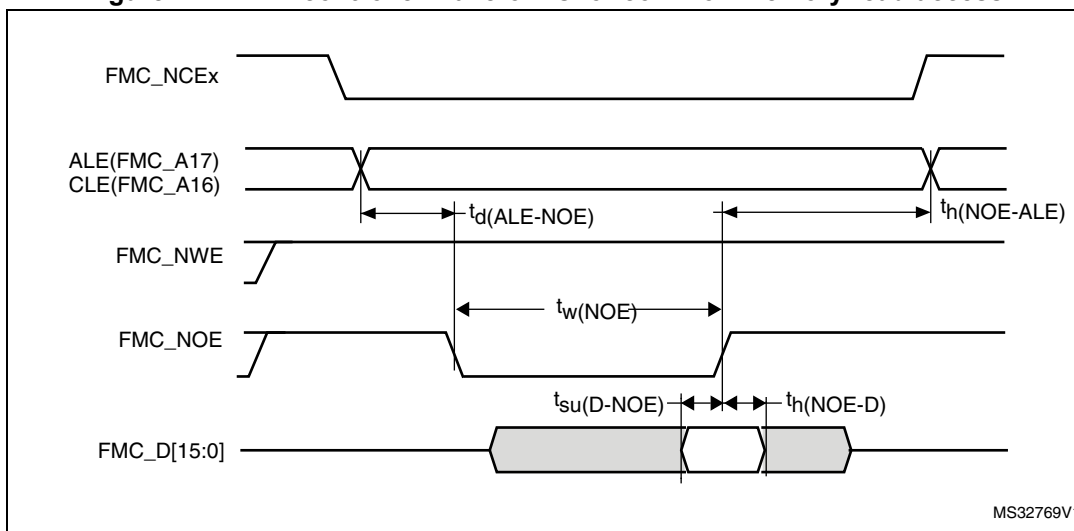 FMC_NCEx
ALE(FMC_A17)
CLE(FMC_A16)
td(ALE-NOE)
th(NOE-ALE)
FMC_NWE
tw(NOE)
FMC_NOE
tsu(D-NOE)
th(NOE-D)
FMC_D[15:0]